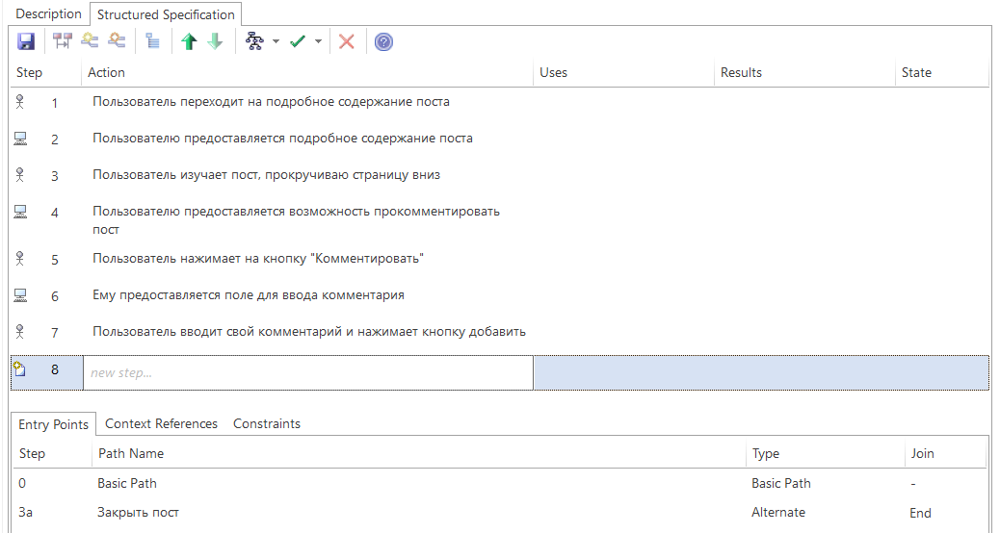 Description Structured Specification
Step Action Uses Results State
1 Пользователь переходит на подробное содержание поста
2 Пользователю предоставляется подробное содержание поста
3 Пользователь изучает пост, прокручиваю страницу вниз
4 Пользователю предоставляется возможность прокомментировать
пост
5 Пользователь нажимает на кнопку "Комментировать"
6 Ему предоставляется поле для ввода комментария
7 Пользователь вводит свой комментарий и нажимает кнопку добавить
8 new step...
Entry Points Context References Constraints
Step Path Name Type Join
0 Basic Path Basic Path -
3a Закрыть пост Alternate End